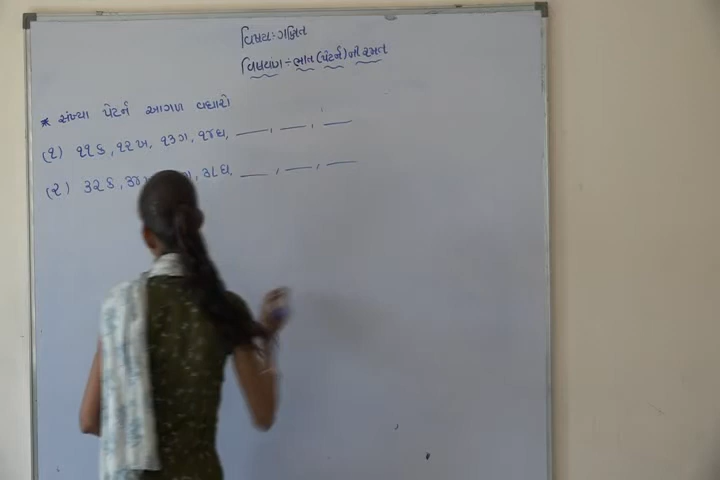 વિષય:- ગણિત
વિષયવસ્તુ :- ભાત (પેટર્ન) ની રમત
* સંખ્યા પેટર્ન આગળ વધારો
(૧) ૧૧ક, ૧૨ખ, ૧૩ગ, ૧૪ઘ, ___, ___, ___
(૨) ૩૨ક, ૩૪ ગ, ૩૮ઘ, ___, ___, ___